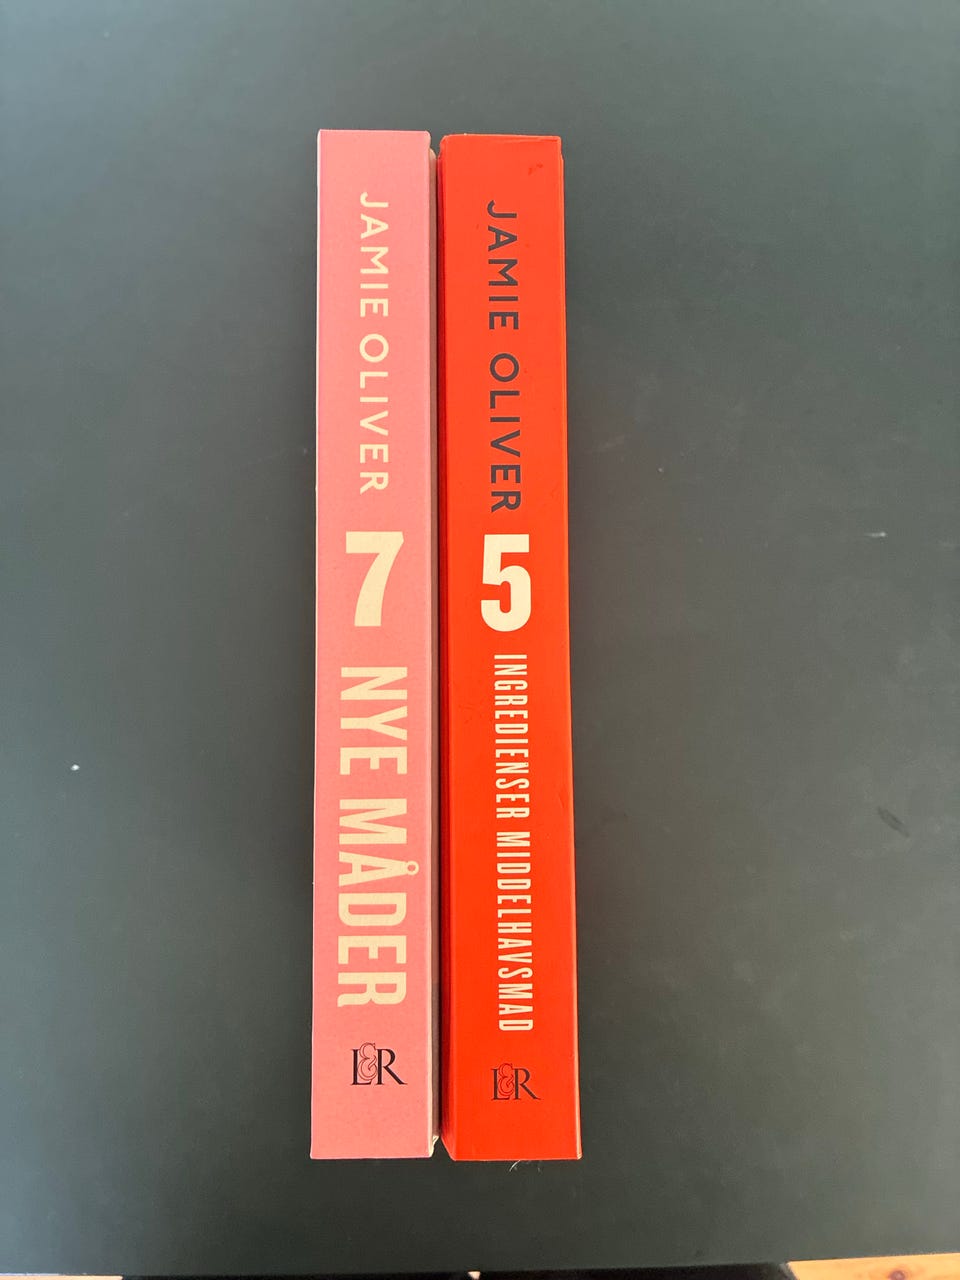 JAMIE OLIVER 7 NYE MÅDER L&R
JAMIE OLIVER 5 INGREDIENSER MIDDELHAVSMAD L&R